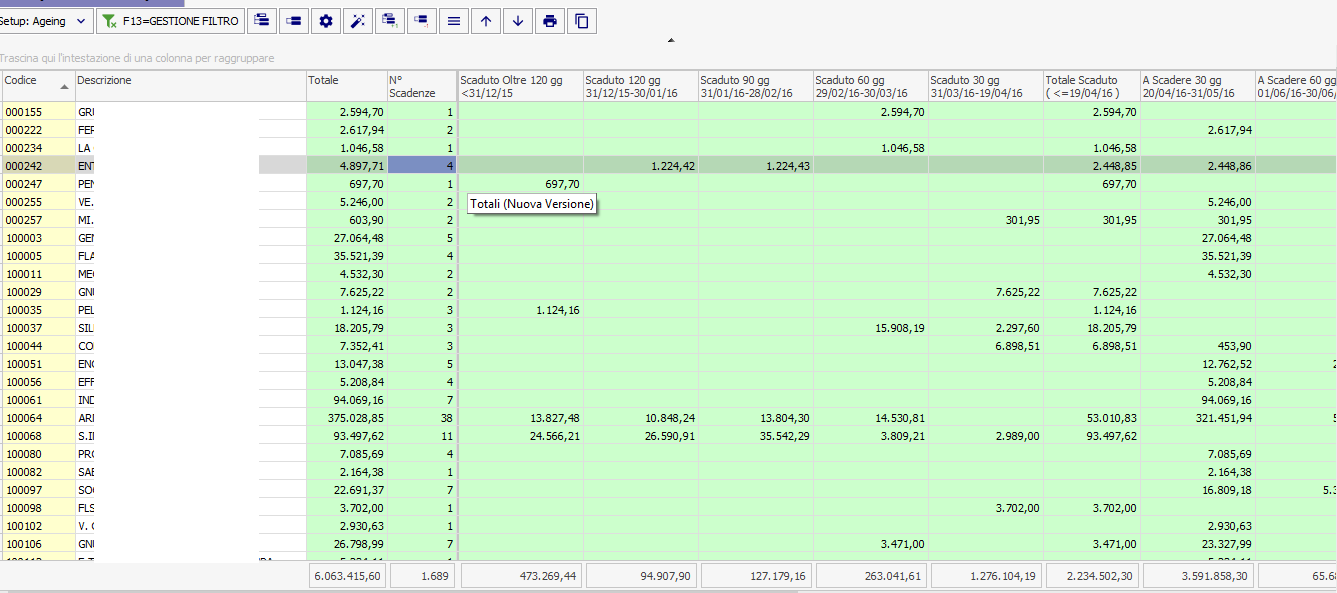 Setup: Ageing F13=GESTIONE FILTRO
Trascina qui l'intestazione di una colonna per raggruppare
Codice Descrizione Totale N° Scaduto Oltre 120 gg Scaduto 120 gg Scaduto 90 gg Scaduto 60 gg Scaduto 30 gg Totale Scaduto A Scadere 30 gg A Scadere 60 gg
Scadenze <31/12/15 31/12/15-30/01/16 31/01/16-28/02/16 29/02/16-30/03/16 31/03/16-19/04/16 ( <=19/04/16 ) 20/04/16-31/05/16 01/06/16-30/06/
000155 GRU 2.594,70 1 2.594,70 2.594,70
000222 FER 2.617,94 2 2.617,94
000234 LA 1.046,58 1 1.046,58 1.046,58
000242 ENT 4.897,71 4 1.224,42 1.224,43 2.448,85 2.448,86
000247 PEN 697,70 1 697,70 697,70
000255 VE. 5.246,00 2 5.246,00
Totali (Nuova Versione)
000257 MI. 603,90 2 301,95 301,95 301,95
100003 GEN 27.064,48 5 27.064,48
100005 FLA 35.521,39 4 35.521,39
100011 MEC 4.532,30 2 4.532,30
100029 GNU 7.625,22 2 7.625,22 7.625,22
100035 PEL 1.124,16 3 1.124,16 1.124,16
100037 SIL 18.205,79 3 15.908,19 2.297,60 18.205,79
100044 CO 7.352,41 3 6.898,51 6.898,51 453,90
100051 ENG 13.047,38 5 12.762,52 2
100056 EFF 5.208,84 4 5.208,84
100061 IND 94.069,16 7 94.069,16
100064 ARE 375.028,85 38 13.827,48 10.848,24 13.804,30 14.530,81 53.010,83 321.451,94
100068 S.I 93.497,62 11 24.566,21 26.590,91 35.542,29 3.809,21 2.989,00 93.497,62
100080 PRO 7.085,69 4 7.085,69
100082 SAE 2.164,38 1 2.164,38
100097 SO 22.691,37 7 16.809,18 5.3
100098 FLS 3.702,00 1 3.702,00 3.702,00
100102 V. 2.930,63 1 2.930,63
100106 GNU 26.798,99 7 3.471,00 3.471,00 23.327,99
6.063.415,60 1.689 473.269,44 94.907,90 127.179,16 263.041,61 1.276.104,19 2.234.502,30 3.591.858,30 65.68